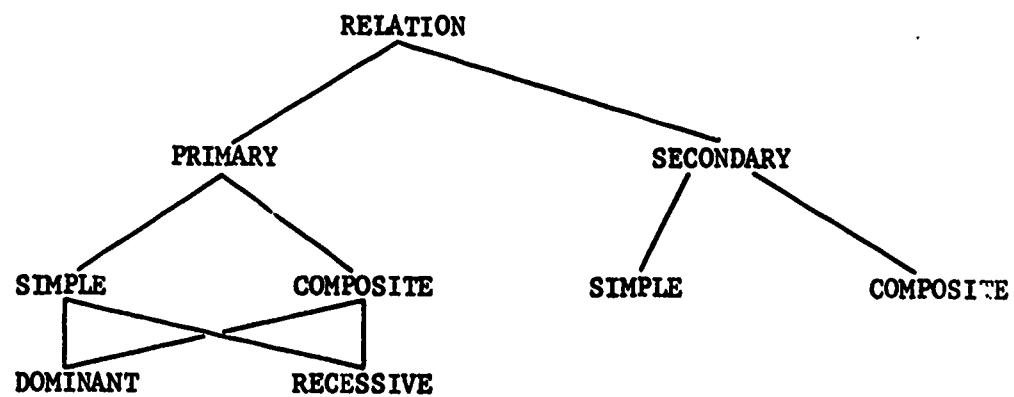 RELATION
PRIMARY SECONDARY
SIMPLE COMPOSITE SIMPLE COMPOSITE
DOMINANT RECESSIVE